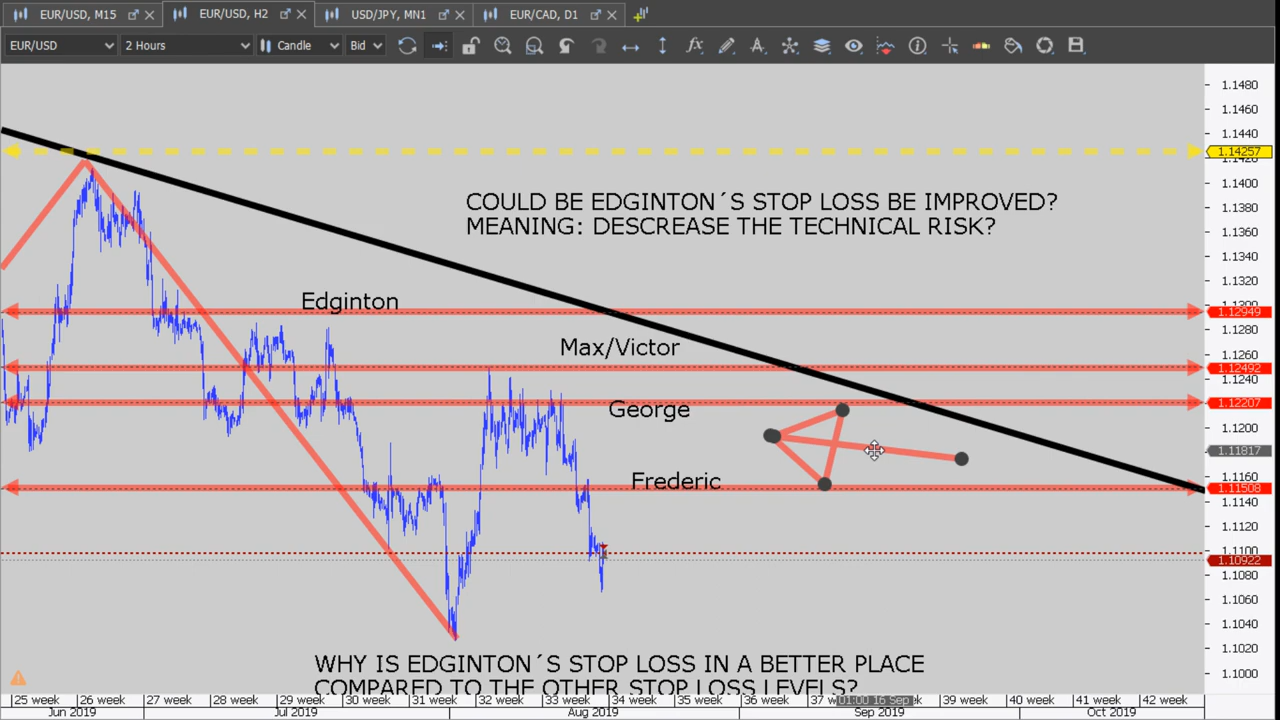 EUR/USD, M15
EUR/USD, H2
USD/JPY, MN1
EUR/CAD, D1
EUR/USD
2 Hours
Candle
Bid
1.1480
1.1460
1.1440
1.14257
1.1400
1.1380
COULD BE EDGINTON´S STOP LOSS BE IMPROVED?
MEANING: DESCREASE THE TECHNICAL RISK?
1.1360
1.1340
1.1320
Edginton
1.12949
1.1280
Max/Victor
1.1260
1.12492
1.1240
George
1.12207
1.1200
1.11817
Frederic
1.1160
1.11508
1.1140
1.1120
1.1100
1.10922
1.1080
1.1060
1.1040
1.1020
1.1000
WHY IS EDGINTON´S STOP LOSS IN A BETTER PLACE
COMPARED TO THE OTHER STOP LOSS LEVELS?
25 week 26 week 27 week 28 week 29 week 30 week 31 week 32 week 33 week 34 week 35 week 36 week 37 w 01:00 16 Sep 39 week 40 week 41 week 42 week
Jun 2019 Jul 2019 Aug 2019 Sep 2019 Oct 2019